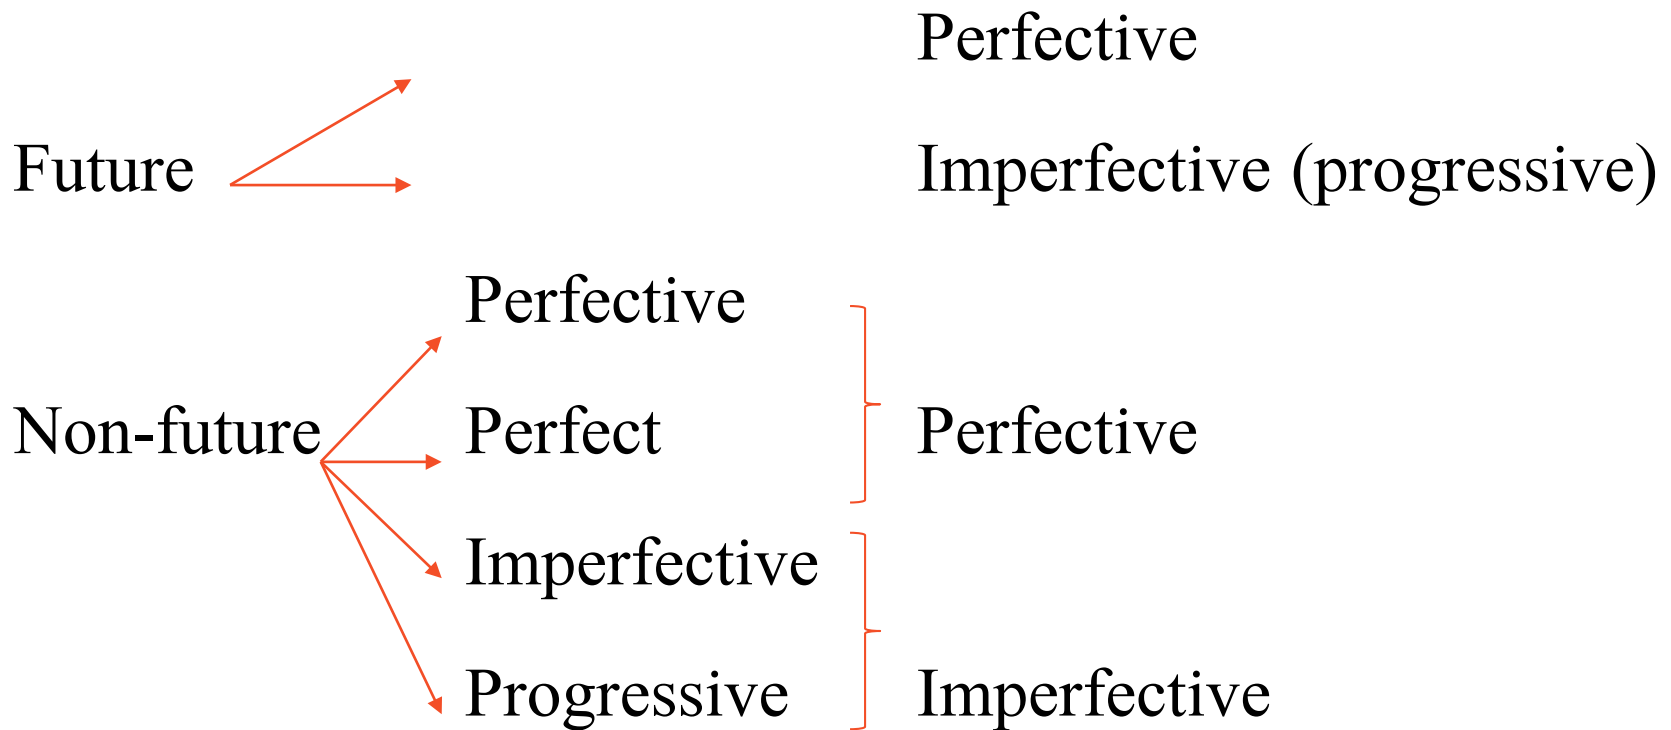 Perfective
Future Imperfective (progressive)
Perfective
Non-future Perfect Perfective
Imperfective
Progressive Imperfective